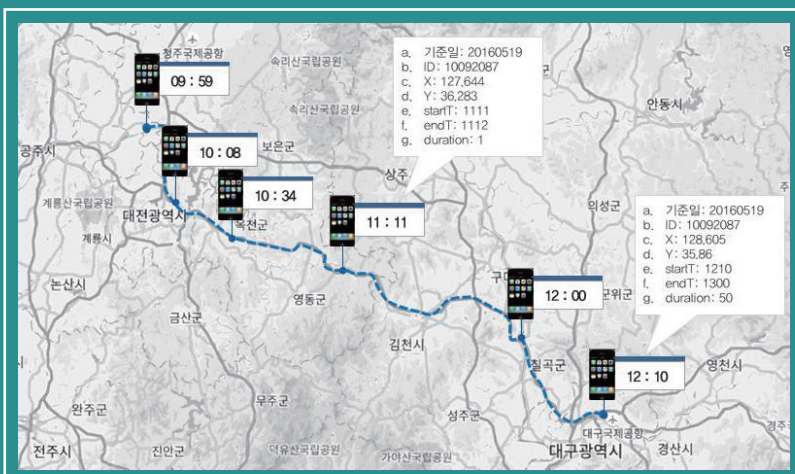 청주국제공항
속리산국립공원
09 : 59
a. 기준일: 20160519
b. ID: 10092087
c. X: 127,644
d. Y: 36,283
e. startT: 1111
f. endT: 1112
g. duration: 1
안동시
속리산국립공원
공주시
10 : 08
보은군
상주
계룡산국립공원
10 : 34
의성군
대전광역시
옥천군
11 : 11
계룡시
a. 기준일: 20160519
b. ID: 10092087
c. X: 128,605
d. Y: 35,86
e. startT: 1210
f. endT: 1300
g. duration: 50
논산시
영동군
12 : 00
군위군
금산군
김천시
칠곡군
영천시
12 : 10
무주군
완주군
성주군
대구국제공항
전주시
진안군
덕유산국립공원
가야산국립공원
대구광역시
경산시